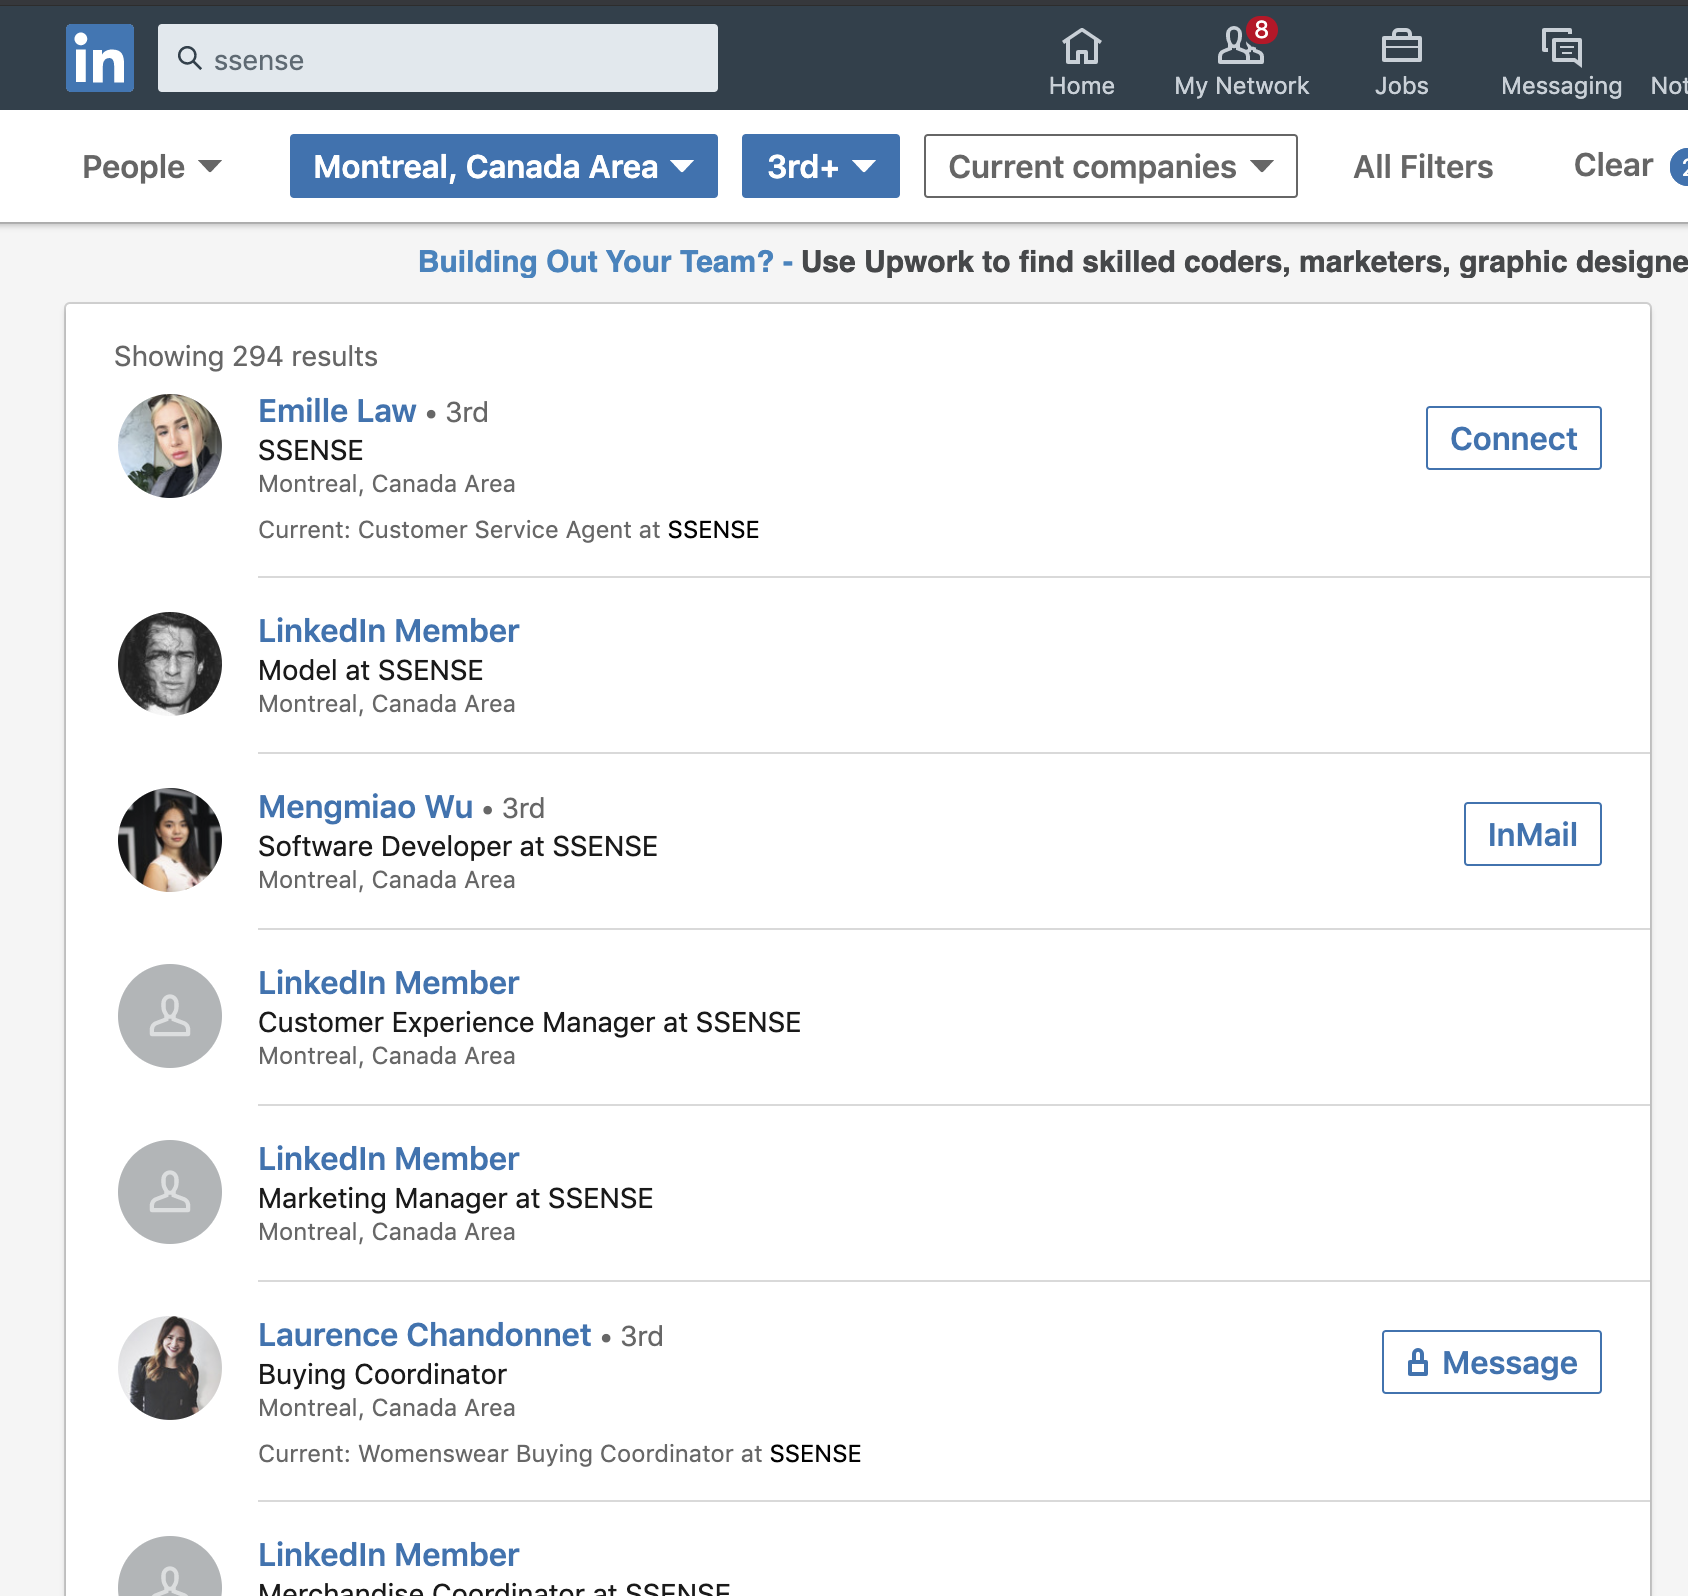 in
ssense
8
Home
My Network
Jobs
Messaging
People
Montreal, Canada Area
3rd+
Current companies
All Filters
Clear
Building Out Your Team? - Use Upwork to find skilled coders, marketers, graphic designe
Showing 294 results
Emille Law • 3rd
SSENSE
Montreal, Canada Area
Current: Customer Service Agent at SSENSE
Connect
LinkedIn Member
Model at SSENSE
Montreal, Canada Area
Mengmiao Wu • 3rd
Software Developer at SSENSE
Montreal, Canada Area
InMail
LinkedIn Member
Customer Experience Manager at SSENSE
Montreal, Canada Area
LinkedIn Member
Marketing Manager at SSENSE
Montreal, Canada Area
Laurence Chandonnet • 3rd
Buying Coordinator
Montreal, Canada Area
Current: Womenswear Buying Coordinator at SSENSE
Message
LinkedIn Member
Merchandise Coordinator at SSENSE